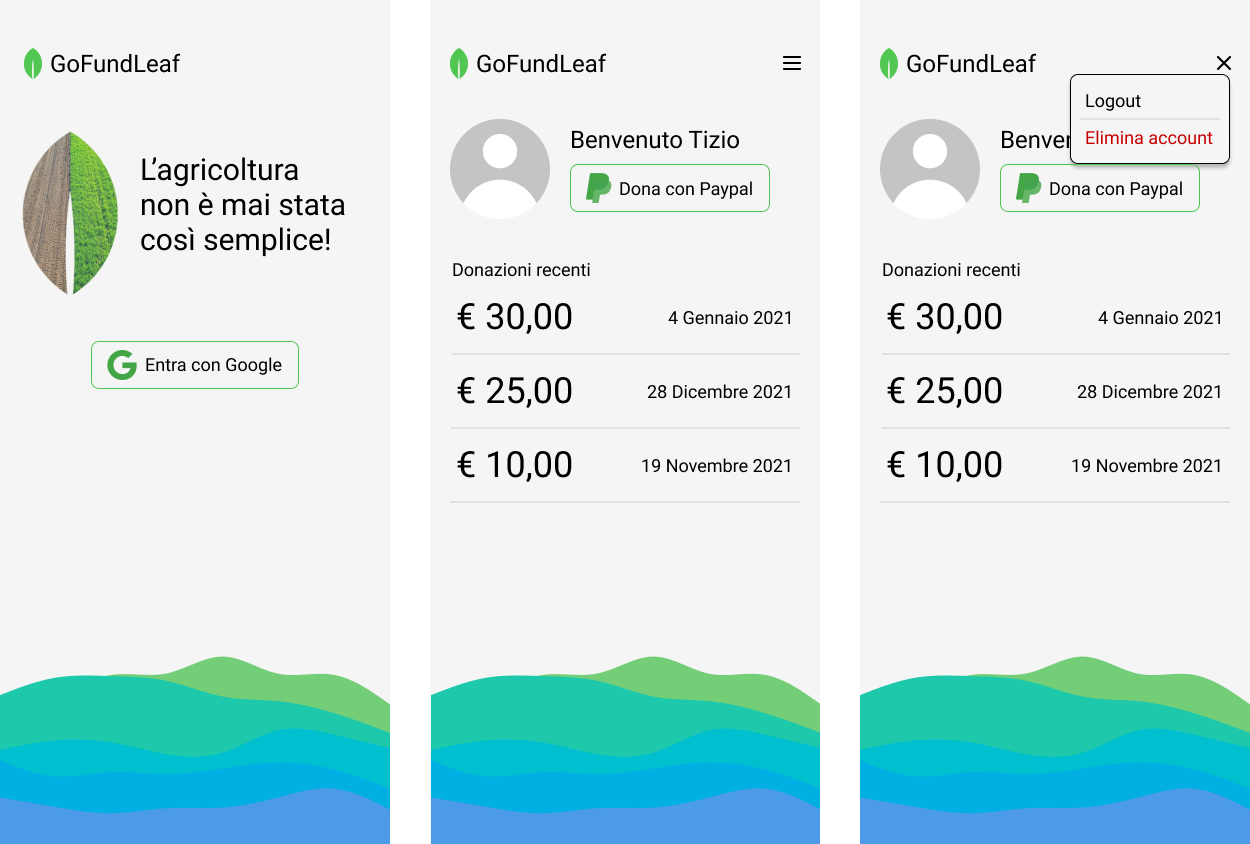 GoFundLeaf
L’agricoltura
non è mai stata
così semplice!
Entra con Google
GoFundLeaf
Benvenuto Tizio
Dona con Paypal
Donazioni recenti
€ 30,00 4 Gennaio 2021
€ 25,00 28 Dicembre 2021
€ 10,00 19 Novembre 2021
GoFundLeaf
Logout
Elimina account
Benven
Dona con Paypal
Donazioni recenti
€ 30,00 4 Gennaio 2021
€ 25,00 28 Dicembre 2021
€ 10,00 19 Novembre 2021